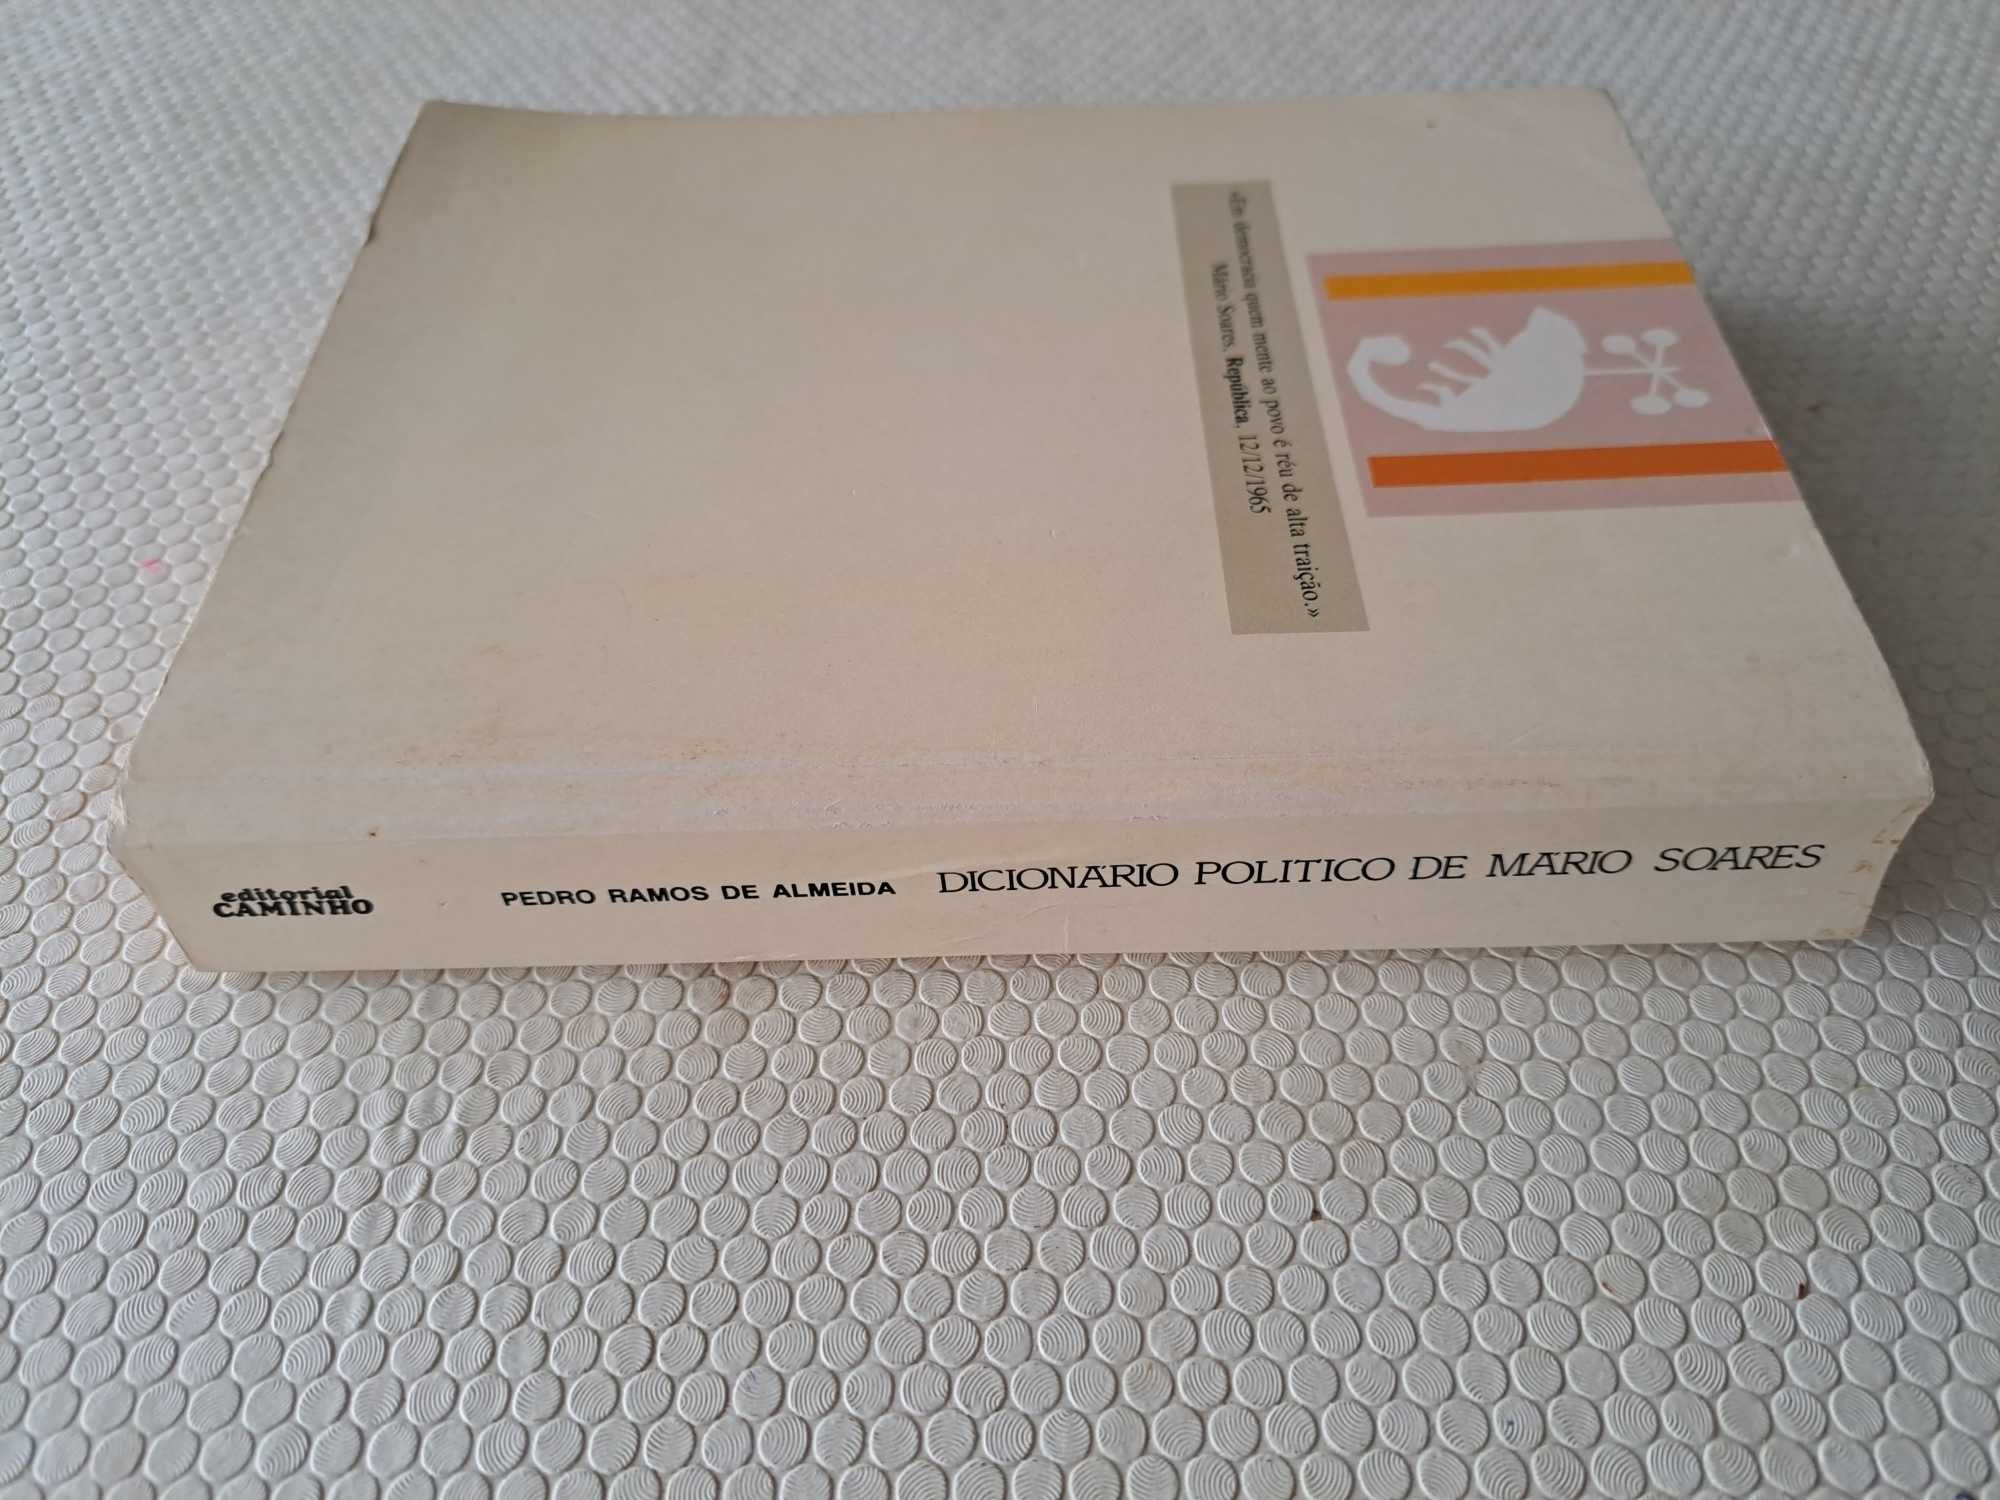 «Em democracia quem mente ao povo é réu de alta traição.»
Mário Soares, República, 12/12/1965
editorial
CAMINHO
PEDRO RAMOS DE ALMEIDA DICIONÁRIO POLITICO DE MÁRIO SOARES